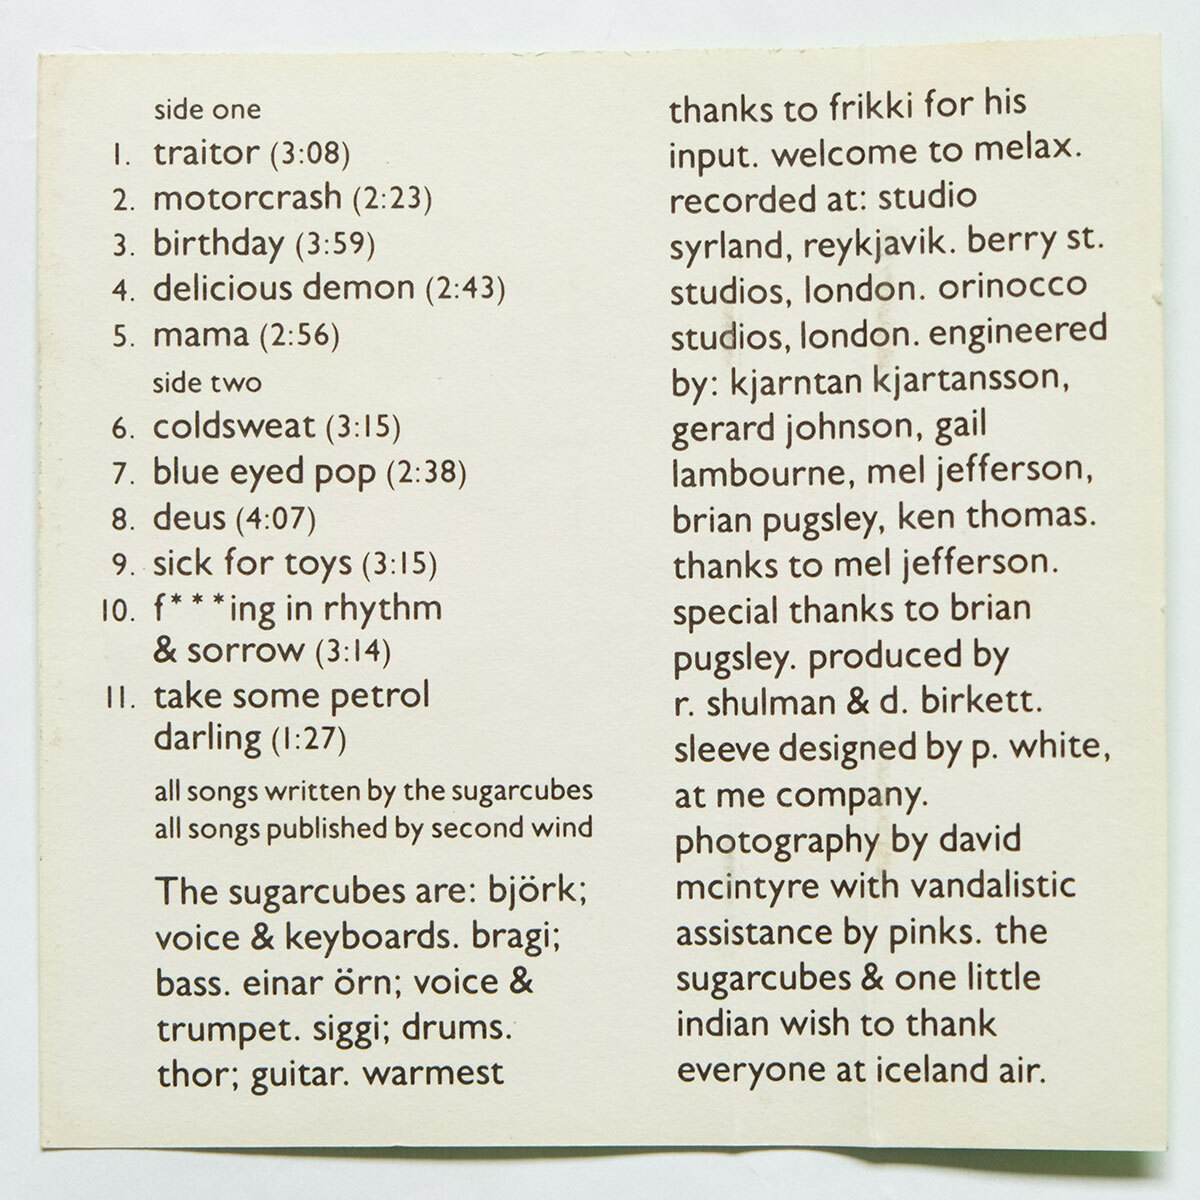 side one
1. traitor (3:08)
2. motorcrash (2:23)
3. birthday (3:59)
4. delicious demon (2:43)
5. mama (2:56)
side two
6. coldsweat (3:15)
7. blue eyed pop (2:38)
8. deus (4:07)
9. sick for toys (3:15)
10. f***ing in rhythm
& sorrow (3:14)
11. take some petrol
darling (1:27)
all songs written by the sugarcubes
all songs published by second wind
The sugarcubes are: björk;
voice & keyboards. bragi;
bass. einar örn; voice &
trumpet. siggi; drums.
thor; guitar. warmest
thanks to frikki for his
input. welcome to melax.
recorded at: studio
syrland, reykjavik. berry st.
studios, london. orinocco
studios, london. engineered
by: kjarntan kjartansson,
gerard johnson, gail
lambourne, mel jefferson,
brian pugsley, ken thomas.
thanks to mel jefferson.
special thanks to brian
pugsley. produced by
r. shulman & d. birkett.
sleeve designed by p. white,
at me company.
photography by david
mcintyre with vandalistic
assistance by pinks. the
sugarcubes & one little
indian wish to thank
everyone at iceland air.